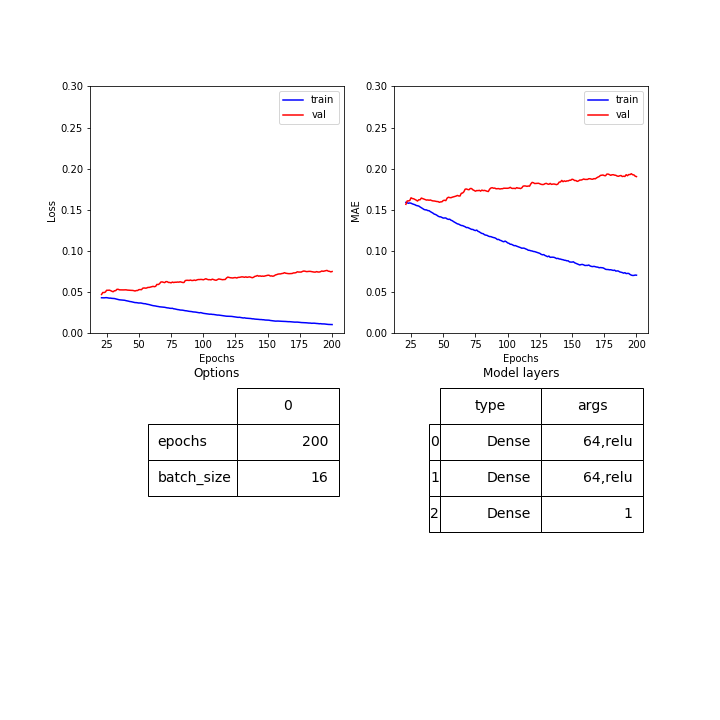 0.30
0.25
0.20
0.15
0.10
0.05
0.00
Loss
25 50 75 100 125 150 175 200
Epochs
train
val
0.30
0.25
0.20
0.15
0.10
0.05
0.00
MAE
25 50 75 100 125 150 175 200
Epochs
train
val
Options
0
epochs 200
batch_size 16
Model layers
type args
0 Dense 64,relu
1 Dense 64,relu
2 Dense 1